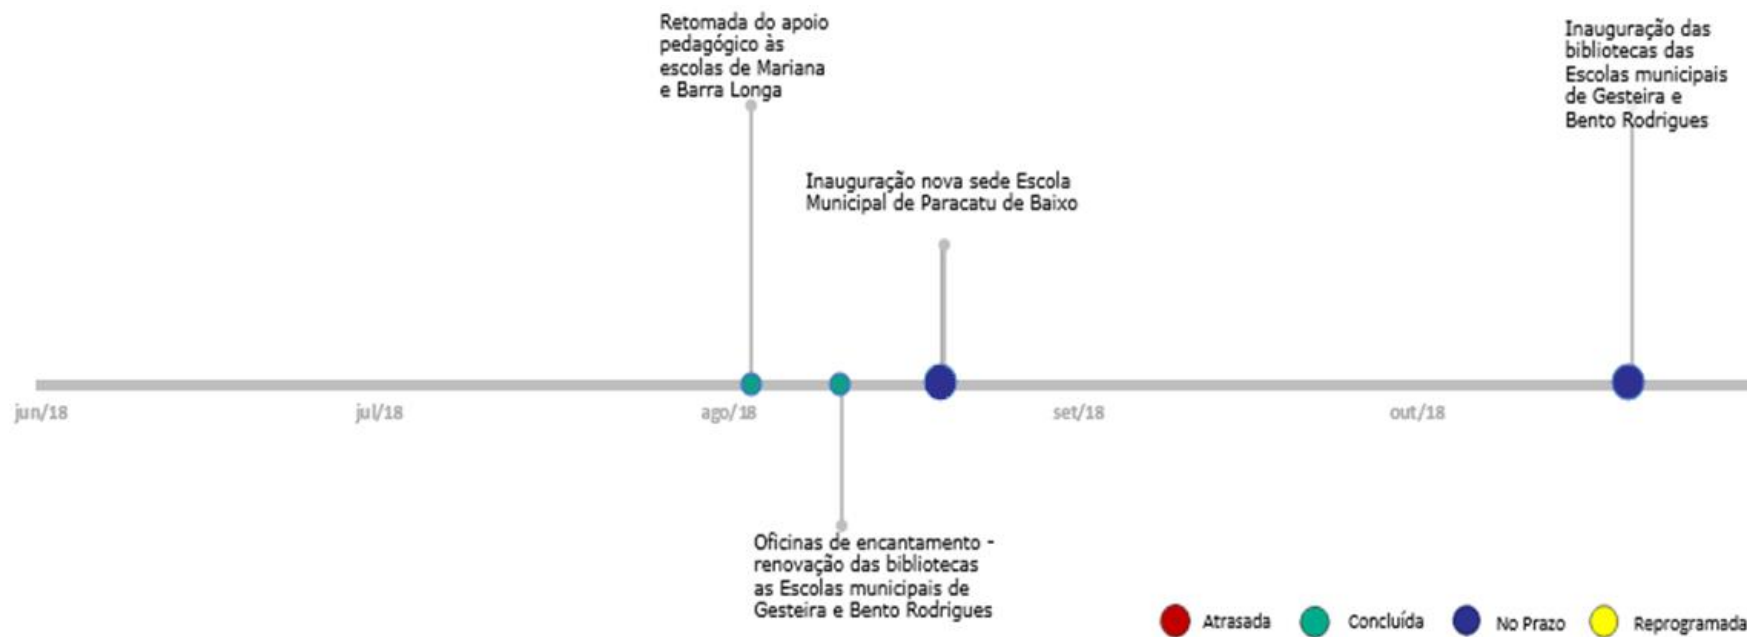 Retomada do apoio
pedagógico às
escolas de Mariana
e Barra Longa
Inauguração das
bibliotecas das
Escolas municipais
de Gesteira e
Bento Rodrigues
Inauguração nova sede Escola
Municipal de Paracatu de Baixo
jun/18
jul/18
ago/18
set/18
out/18
Oficinas de encantamento -
renovação das bibliotecas
as Escolas municipais de
Gesteira e Bento Rodrigues
Atrasada
Concluída
No Prazo
Reprogramada